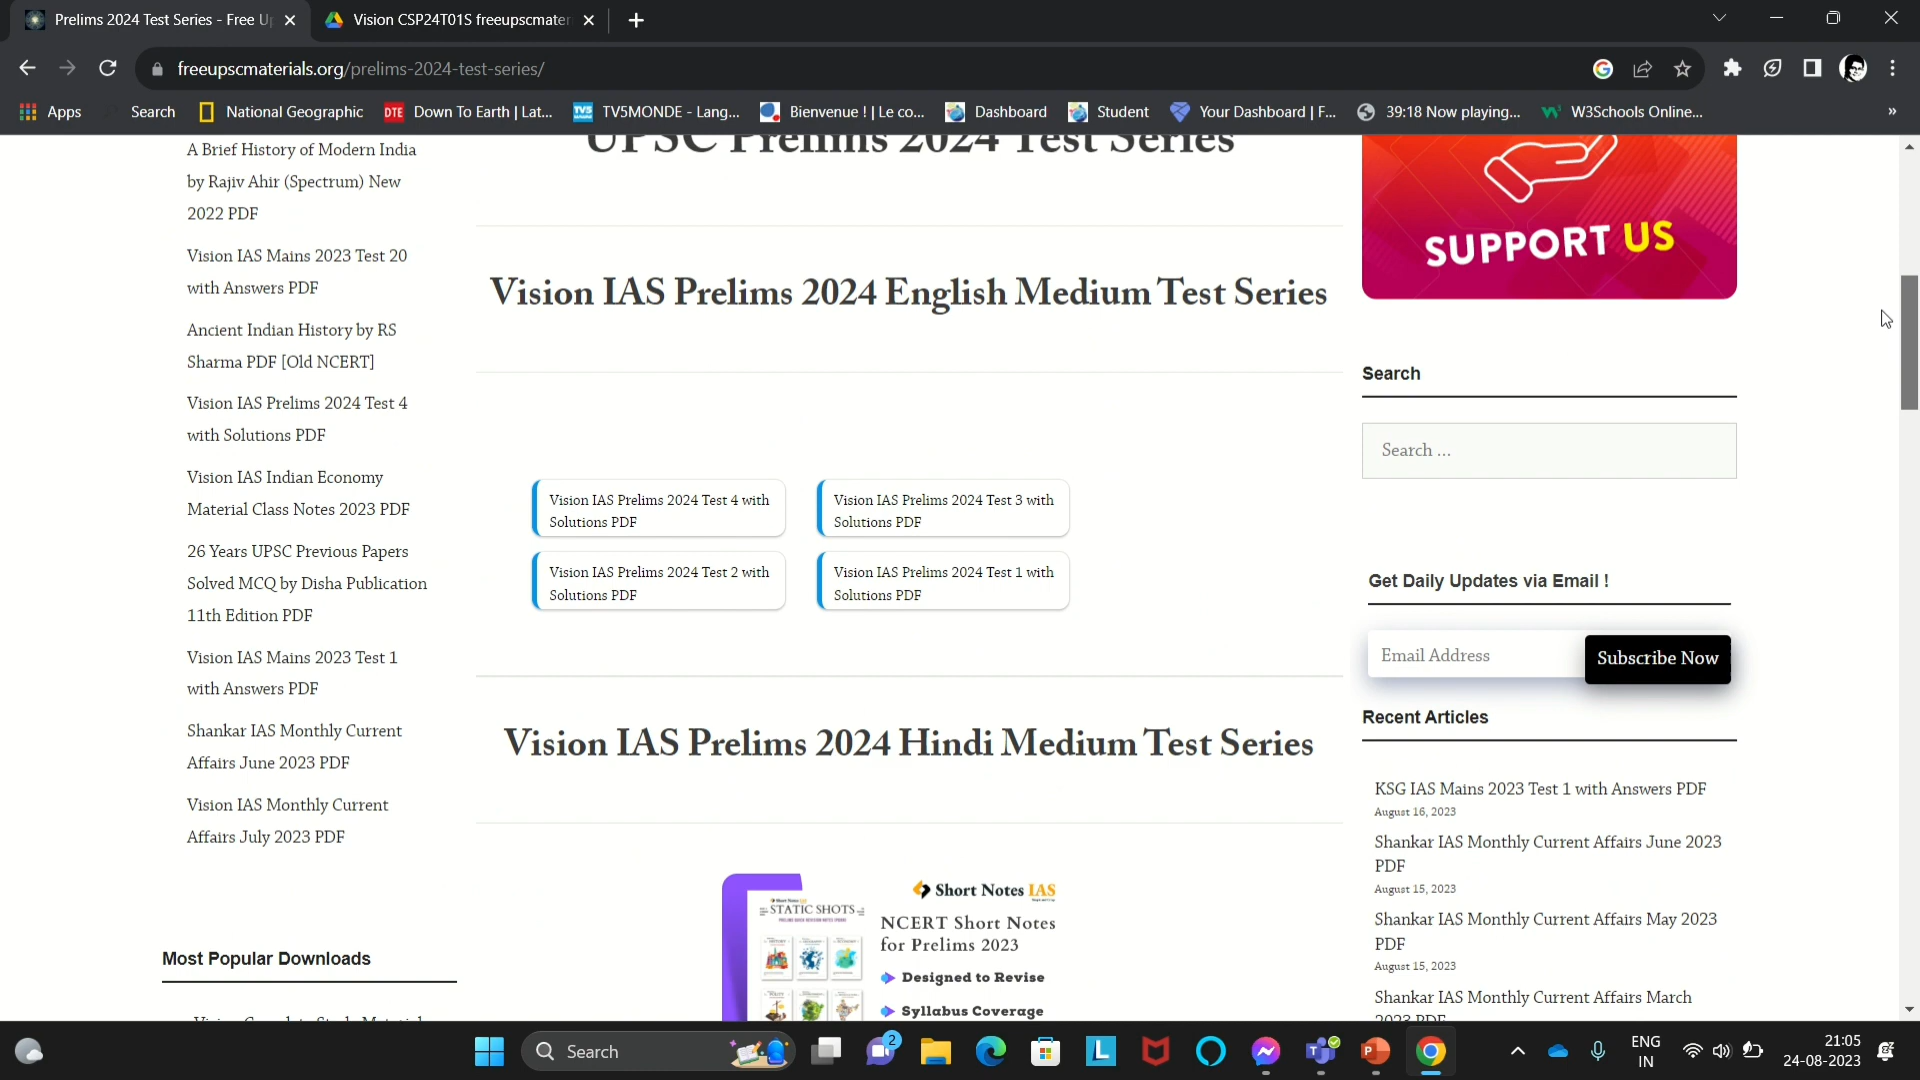 Prelims 2024 Test Series - Free U
Vision CSP24T01S freeupscmater
freeupscmaterials.org/prelims-2024-test-series/
Apps
Search
National Geographic
DTE
Down To Earth | Lat...
TV5
TV5MONDE - Lang...
Bienvenue ! | Le co...
Dashboard
Student
Your Dashboard | F...
39:18 Now playing...
W3Schools Online...
A Brief History of Modern India
by Rajiv Ahir (Spectrum) New
2022 PDF
Vision IAS Mains 2023 Test 20
with Answers PDF
Ancient Indian History by RS
Sharma PDF [Old NCERT]
Vision IAS Prelims 2024 Test 4
with Solutions PDF
Vision IAS Indian Economy
Material Class Notes 2023 PDF
26 Years UPSC Previous Papers
Solved MCQ by Disha Publication
11th Edition PDF
Vision IAS Mains 2023 Test 1
with Answers PDF
Shankar IAS Monthly Current
Affairs June 2023 PDF
Vision IAS Monthly Current
Affairs July 2023 PDF
Most Popular Downloads
UPSC Prelims 2024 Test Series
Vision IAS Prelims 2024 English Medium Test Series
Vision IAS Prelims 2024 Test 4 with
Solutions PDF
Vision IAS Prelims 2024 Test 3 with
Solutions PDF
Vision IAS Prelims 2024 Test 2 with
Solutions PDF
Vision IAS Prelims 2024 Test 1 with
Solutions PDF
Vision IAS Prelims 2024 Hindi Medium Test Series
STATIC SHOTS
Short Notes IAS
NCERT Short Notes
for Prelims 2023
Designed to Revise
Syllabus Coverage
SUPPORT US
Search
Search ...
Get Daily Updates via Email !
Email Address
Subscribe Now
Recent Articles
KSG IAS Mains 2023 Test 1 with Answers PDF
August 16, 2023
Shankar IAS Monthly Current Affairs June 2023
PDF
August 15, 2023
Shankar IAS Monthly Current Affairs May 2023
PDF
August 15, 2023
Shankar IAS Monthly Current Affairs March
2023 PDF
Search
2
L
ENG
IN
21:05
24-08-2023